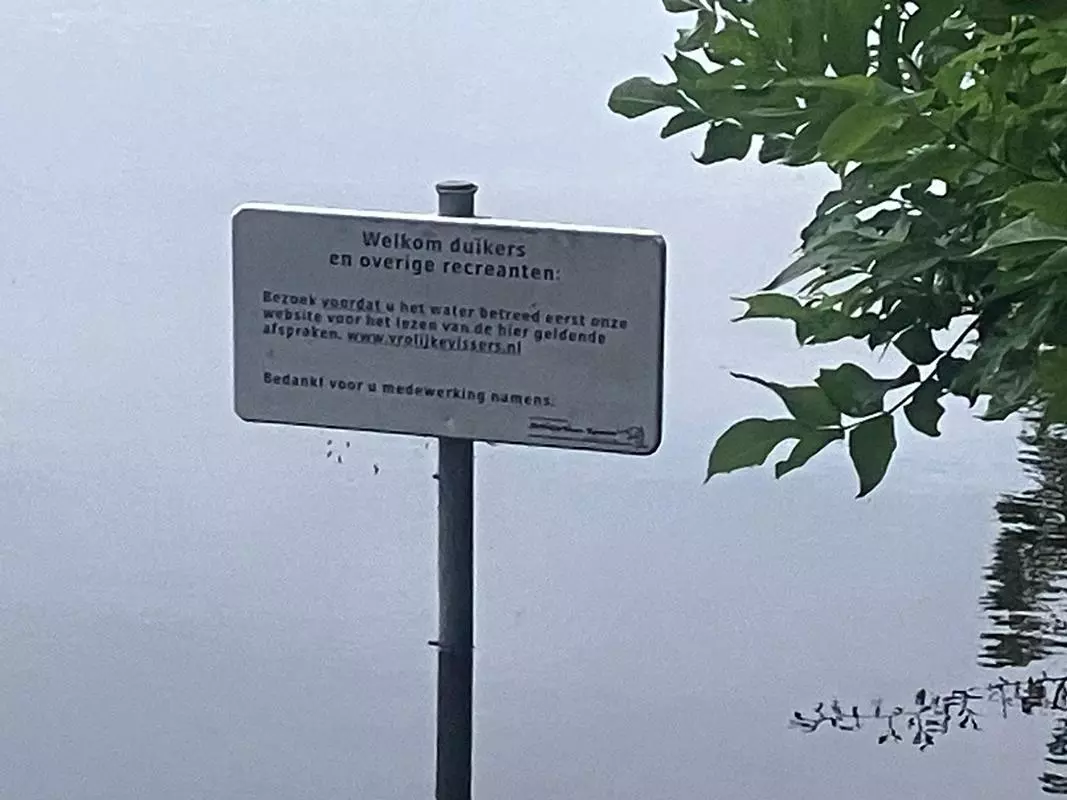 Welkom duikers
en overige recreanten:
Bezoek voordat u het water betreed eerst onze
website voor het lezen van de hier geldende
afspraken. www.vrolijkevissers.nl
Bedankt voor u medewerking namens.